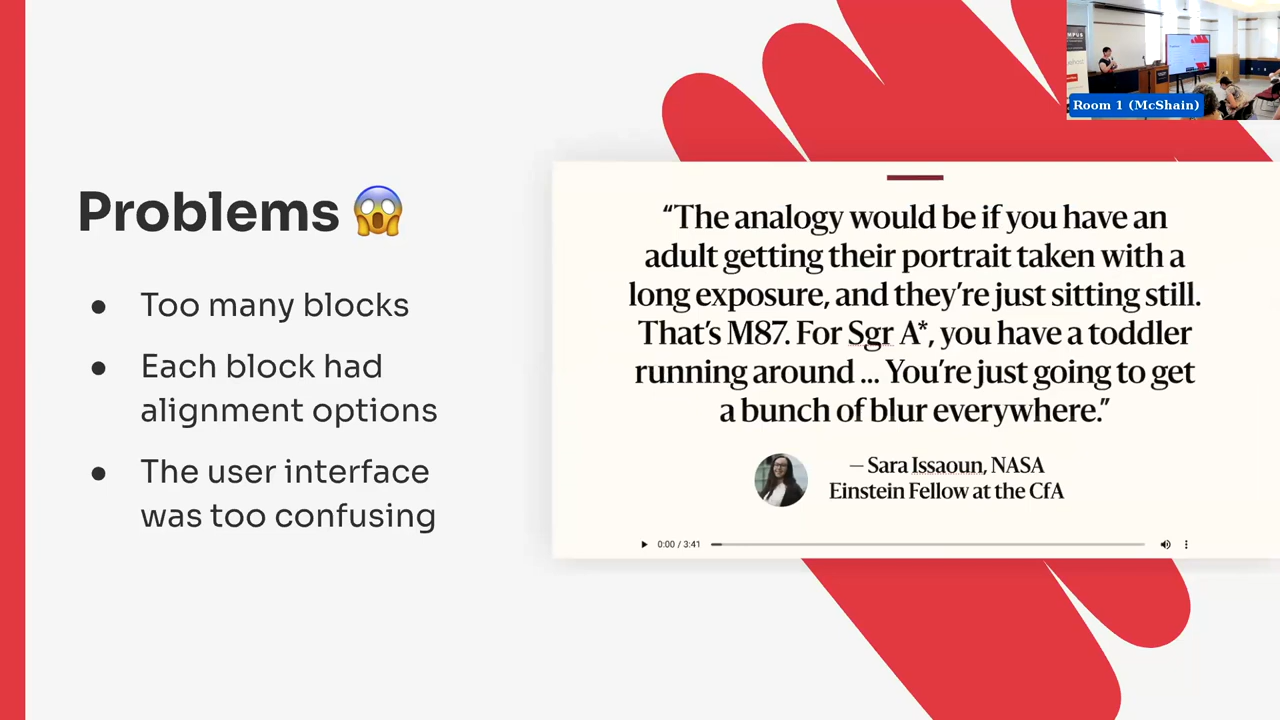 Problems 😱
● Too many blocks
● Each block had
alignment options
● The user interface
was too confusing
Room 1 (McShain)
“The analogy would be if you have an
adult getting their portrait taken with a
long exposure, and they’re just sitting still.
That’s M87. For Sgr A*, you have a toddler
running around ... You’re just going to get
a bunch of blur everywhere.”
— Sara Issaoun, NASA
Einstein Fellow at the CfA
0:00 / 3:41